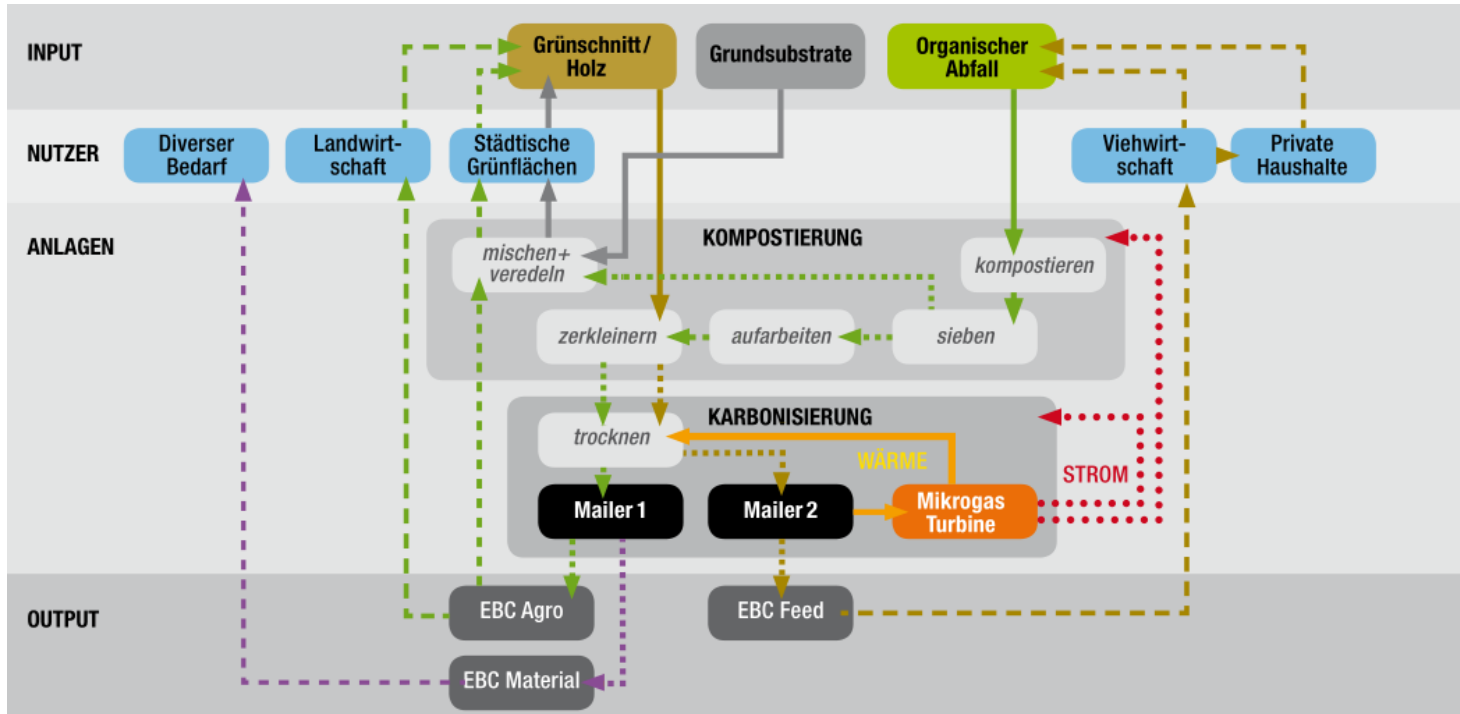 INPUT
Grünschnitt/
Holz
Grundsubstrate
Organischer
Abfall
NUTZER
Diverser
Bedarf
Landwirt-
schaft
Städtische
Grünflächen
Viehwirt-
schaft
Private
Haushalte
ANLAGEN
KOMPOSTIERUNG
mischen+
veredeln
kompostieren
zerkleinern
aufarbeiten
sieben
KARBONISIERUNG
trocknen
WÄRME
STROM
Mailer 1
Mailer 2
Mikrogas
Turbine
OUTPUT
EBC Agro
EBC Feed
EBC Material